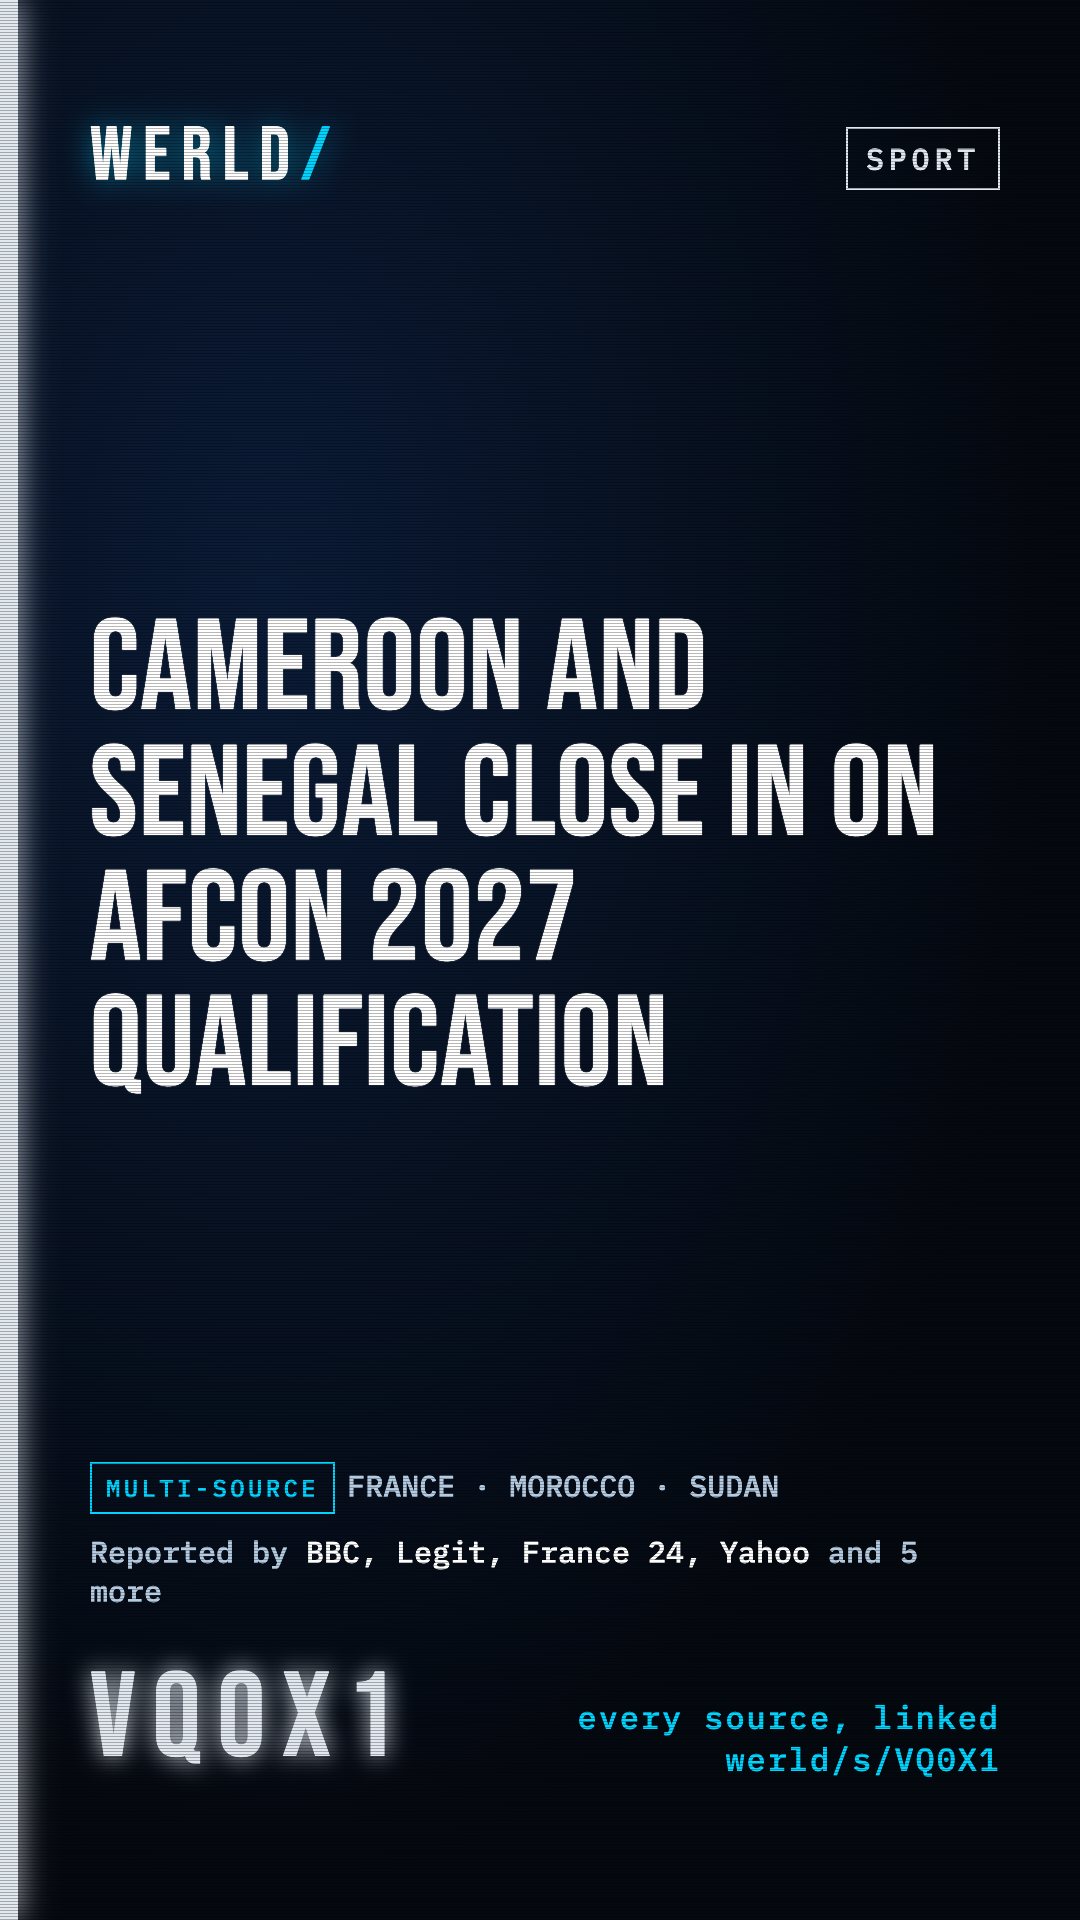 WERLD/
SPORT
CAMEROON AND
SENEGAL CLOSE IN ON
AFCON 2027
QUALIFICATION
MULTI-SOURCE FRANCE · MOROCCO · SUDAN
Reported by BBC, Legit, France 24, Yahoo and 5
more
VQ0X1
every source, linked
werld/s/VQ0X1